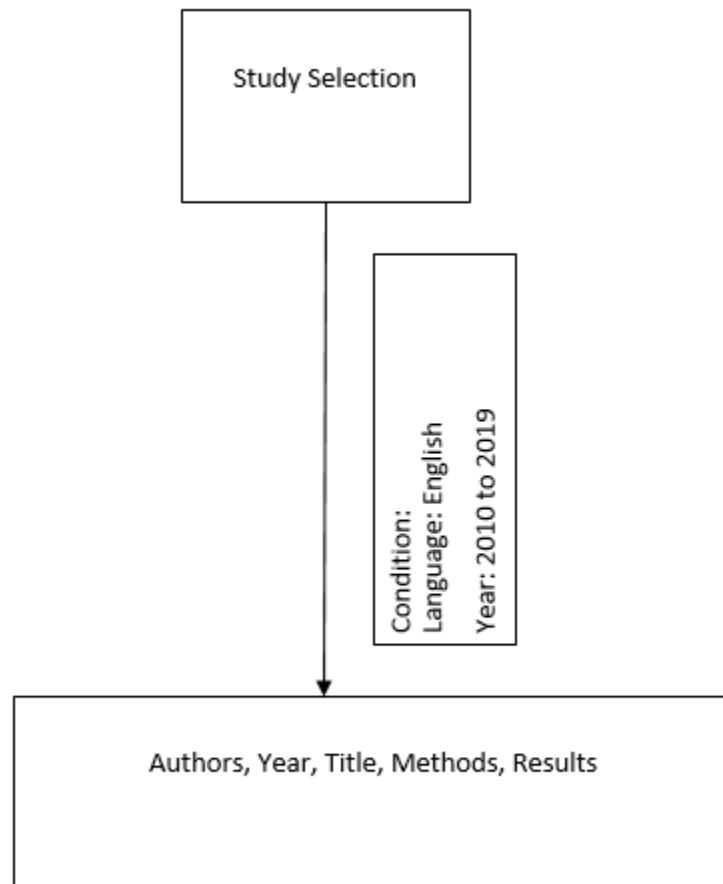 Study Selection
Condition:
Language: English
Year: 2010 to 2019
Authors, Year, Title, Methods, Results